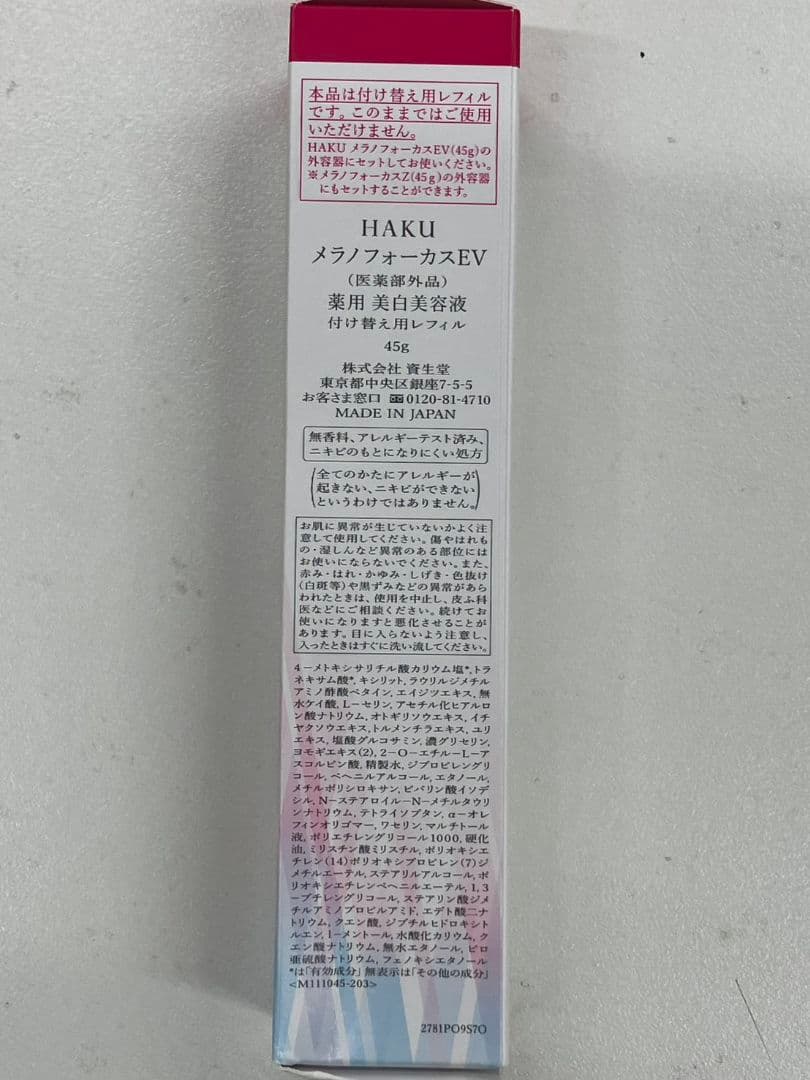 本品は付け替え用レフィル
です。このままではご使用
いただけません。
HAKU メラノフォーカスEV(45g)の
外容器にセットしてお使いください。
※メラノフォーカスZ(45g)の外容器
にもセットすることができます。
HAKU
メラノフォーカスEV
(医薬部外品)
薬用 美白美容液
付け替え用レフィル
45g
株式会社 資生堂
東京都中央区銀座7-5-5
お客さま窓口 0120-81-4710
MADE IN JAPAN
無香料、アレルギーテスト済み、
ニキビのもとになりにくい処方
(全てのかたにアレルギーが
起きない、ニキビができない
というわけではありません。)
お肌に異常が生じていないかよく注
意して使用してください。傷やはれも
の・湿しんなど異常のある部位には
お使いにならないでください。また、
赤み・はれ・かゆみ・しげき・色抜け
(白斑等)や黒ずみなどの異常があら
われたときは、使用を中止し、皮ふ科
医などにご相談ください。続けてお
使いになりますと悪化させることが
あります。目に入らないよう注意し、
入ったときはすぐに洗い流してください。
4－メトキシサリチル酸カリウム塩*,トラ
ネキサム酸*, キシリット, ラウリルジメチル
アミノ酢酸ベタイン, エイジツエキス, 無
水ケイ酸, L－セリン, アセチル化ヒアルロ
ン酸ナトリウム, オトギリソウエキス, イチ
ヤクソウエキス,トルメンチラエキス, ユリ
エキス, 塩酸グルコサミン, 濃グリセリン,
ヨモギエキス(2), 2－O－エチル－L－ア
スコルビン酸, 精製水, ジプロピレングリ
コール, ベヘニルアルコール, エタノール,
メチルポリシロキサン, ピバリン酸イソデ
シル, N－ステアロイル－N－メチルタウリ
ンナトリウム, テトライソブタン, α－オレ
フィンオリゴマー, ワセリン, マルチトール
液, ポリエチレングリコール1000, 硬化
油, ミリスチン酸ミリスチル, ポリオキシエ
チレン(14)ポリオキシプロピレン(7)ジ
メチルエーテル, ステアリルアルコール, ポ
リオキシエチレンベヘニルエーテル, 1, 3
－ブチレングリコール, ステアリン酸ジメ
チルアミノプロピルアミド, エデト酸二ナ
トリウム, クエン酸, ジブチルヒドロキシト
ルエン, l－メントール, 水酸化カリウム, ク
エン酸ナトリウム, 無水エタノール, ピロ
亜硫酸ナトリウム, フェノキシエタノール
*は「有効成分」無表示は「その他の成分」
<M111045-203>
2781PO9S7O